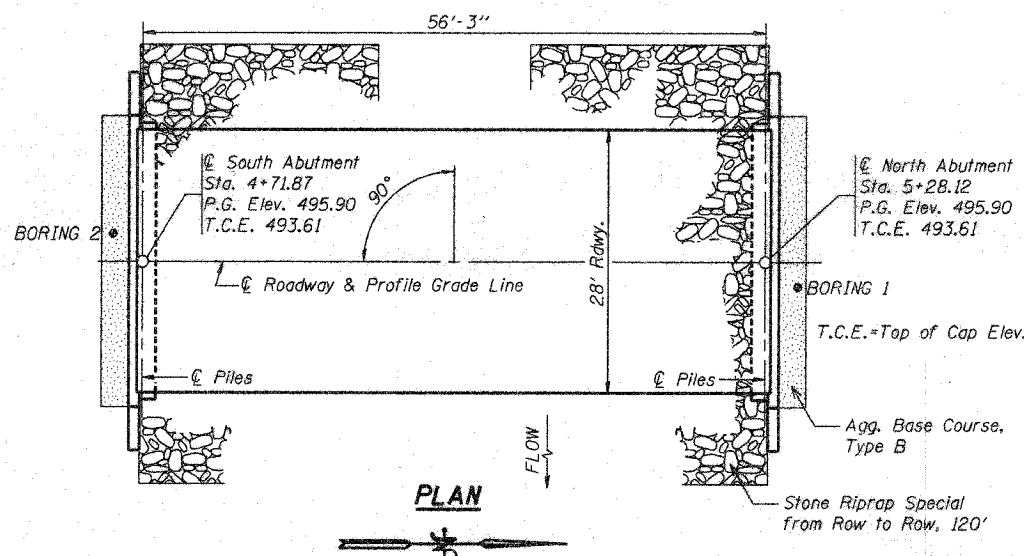 56'-3"
℄ South Abutment
Sta. 4+71.87
P.G. Elev. 495.90
T.C.E. 493.61
90°
℄ North Abutment
Sta. 5+28.12
P.G. Elev. 495.90
T.C.E. 493.61
BORING 2
28' Rdwy.
℄ Roadway & Profile Grade Line
BORING 1
T.C.E.=Top of Cap Elev.
℄ Piles
℄ Piles
Agg. Base Course,
Type B
FLOW
PLAN
Stone Riprap Special
from Row to Row, 120'